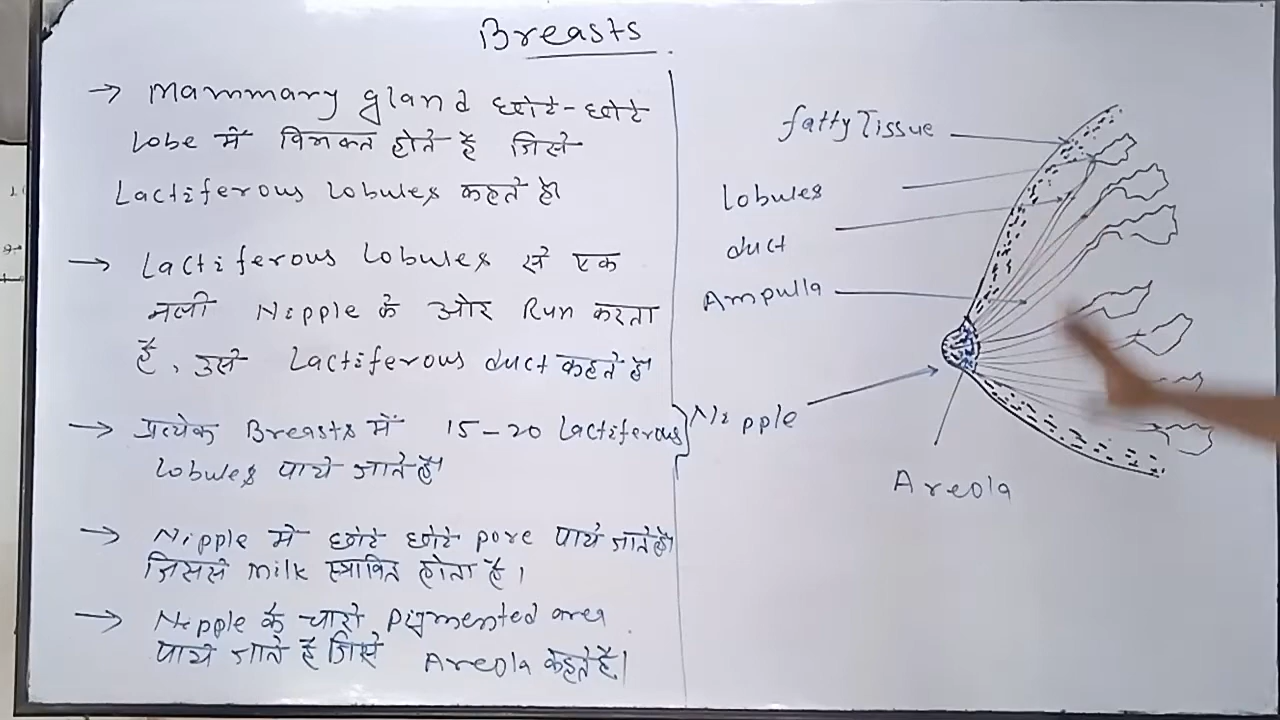 Breasts
→ Mammary gland छोटे-छोटे
lobe में विभक्त होते है जिसे
Lactiferous lobules कहते है।
→ Lactiferous lobules से एक
नली Nipple के ओर Run करता
है, उसे lactiferous duct कहते है
→ प्रत्येक Breasts में 15-20 lactiferous
lobules पाये जाते है।
→ Nipple में छोटे छोटे pore पाये जाते है।
जिससे milk स्त्रावित होता है।
→ Nipple के चारो pigmented area
पाये जाते है जिसे Areola कहते है।
fatty Tissue
lobules
duct
Ampulla
Nipple
Areola